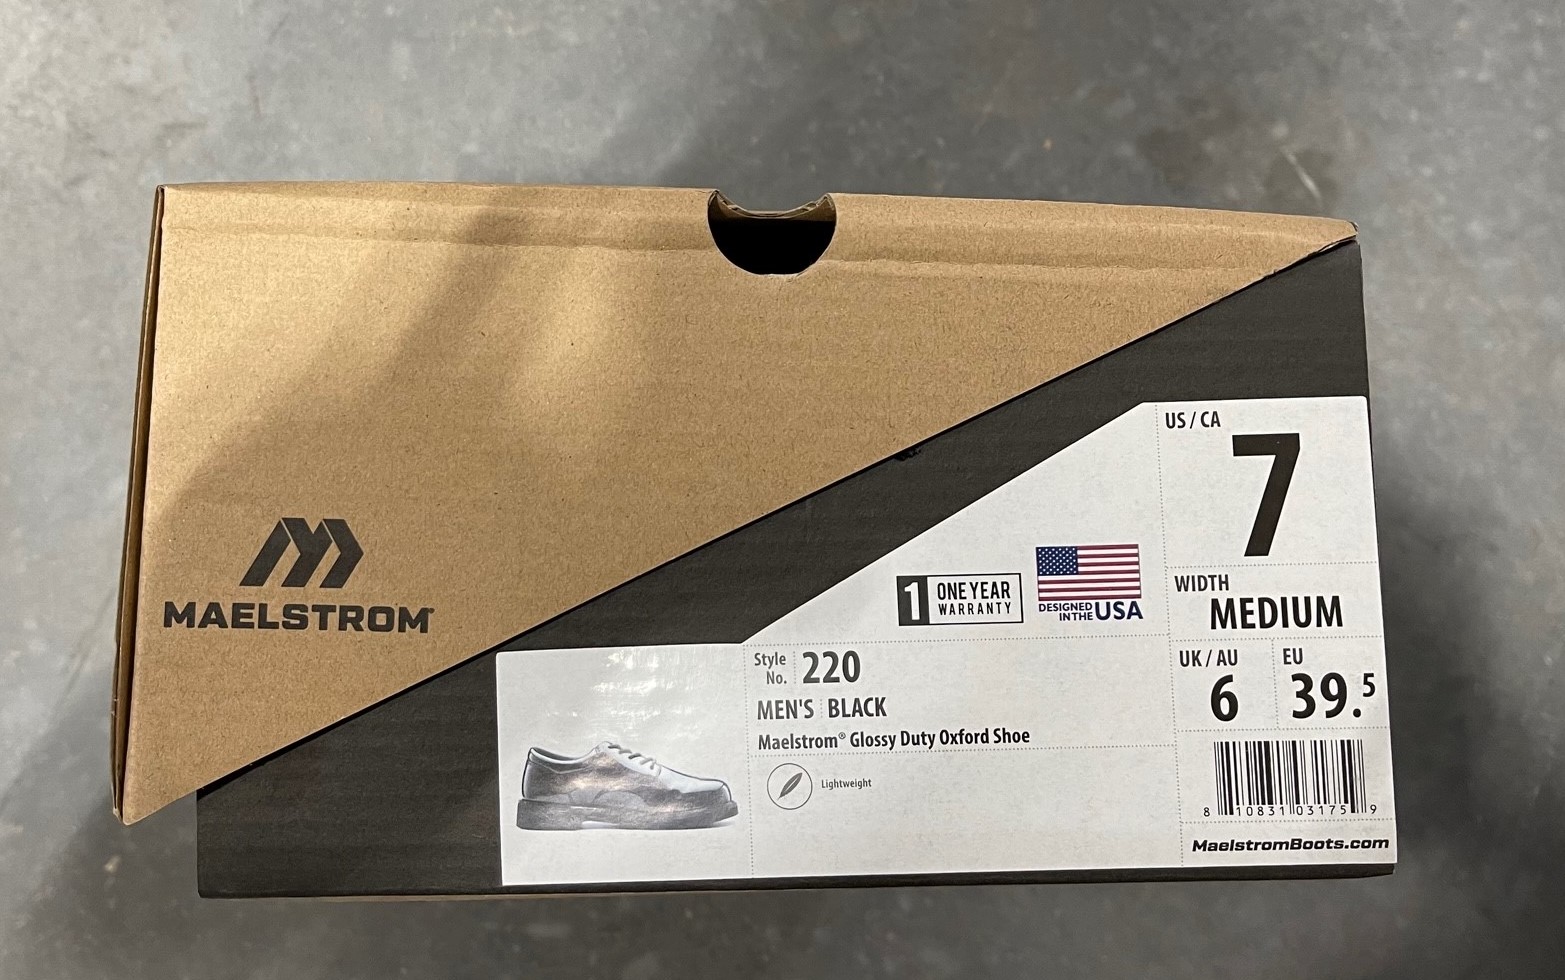 MAELSTROM®
US / CA
7
WIDTH
MEDIUM
UK / AU
6
EU
39.5
1 ONE YEAR
WARRANTY
DESIGNED
IN THE USA
Style
No.
220
MEN'S BLACK
Maelstrom® Glossy Duty Oxford Shoe
Lightweight
8 10831 03175 9
MaelstromBoots.com